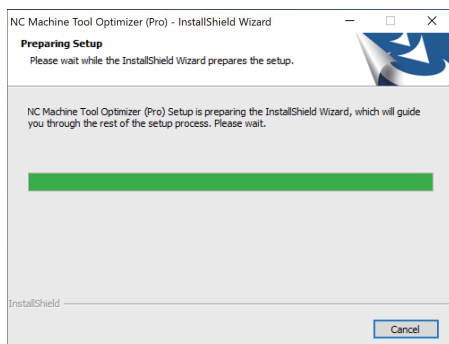 NC Machine Tool Optimizer (Pro) - InstallShield Wizard
Preparing Setup
Please wait while the InstallShield Wizard prepares the setup.
NC Machine Tool Optimizer (Pro) Setup is preparing the InstallShield Wizard, which will guide
you through the rest of the setup process. Please wait.
InstallShield
Cancel